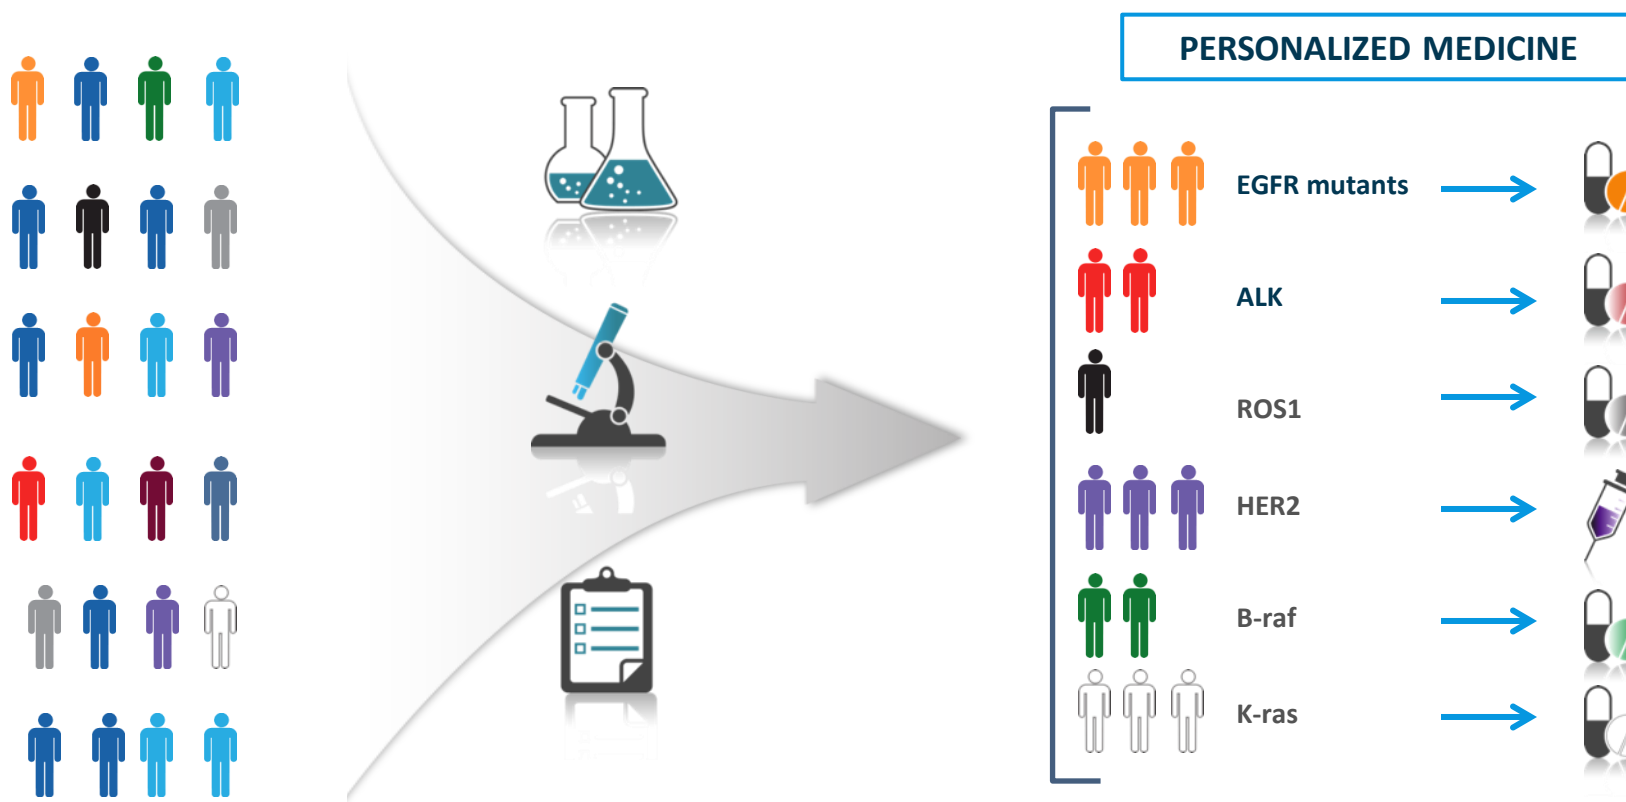 PERSONALIZED MEDICINE
EGFR mutants
ALK
ROS1
HER2
B-raf
K-ras